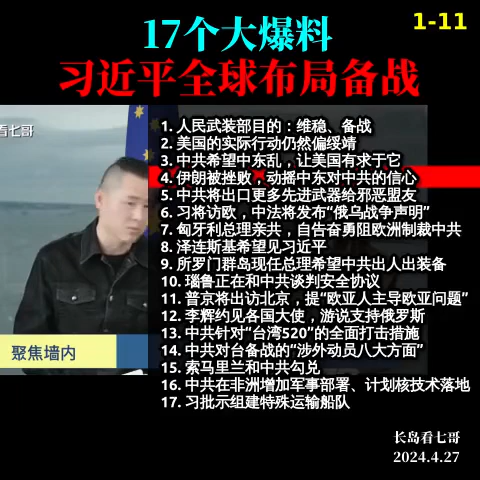 1-11
17个大爆料
习近平全球布局备战
看七哥
1. 人民武装部目的：维稳、备战
2. 美国的实际行动仍然偏绥靖
3. 中共希望中东乱，让美国有求于它
4. 伊朗被挫败，动摇中东对中共的信心
5. 中共将出口更多先进武器给邪恶盟友
6. 习将访欧，中法将发布“俄乌战争声明”
7. 匈牙利总理亲共，自告奋勇阻欧洲制裁中共
8. 泽连斯基希望见习近平
9. 所罗门群岛现任总理希望中共出人出装备
10. 瑙鲁正在和中共谈判安全协议
11. 普京将出访北京，提“欧亚人主导欧亚问题”
12. 李辉约见各国大使，游说支持俄罗斯
13. 中共针对“台湾520”的全面打击措施
14. 中共对台备战的“涉外动员八大方面”
15. 索马里兰和中共勾兑
16. 中共在非洲增加军事部署、计划核技术落地
17. 习批示组建特殊运输船队
聚焦墙内
长岛看七哥
2024.4.27